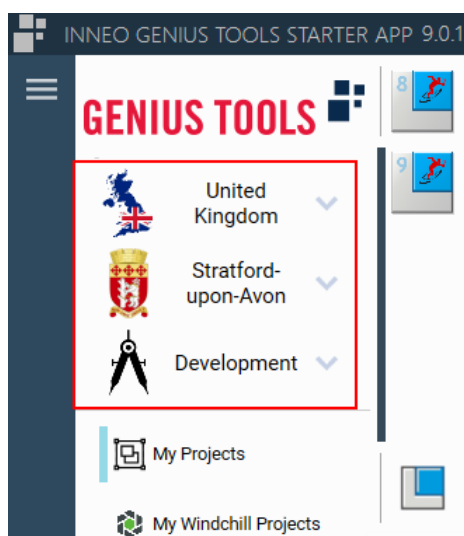 INNEO GENIUS TOOLS STARTER APP 9.0.1
GENIUS TOOLS
8
9
United
Kingdom
Stratford-
upon-Avon
Development
My Projects
My Windchill Projects